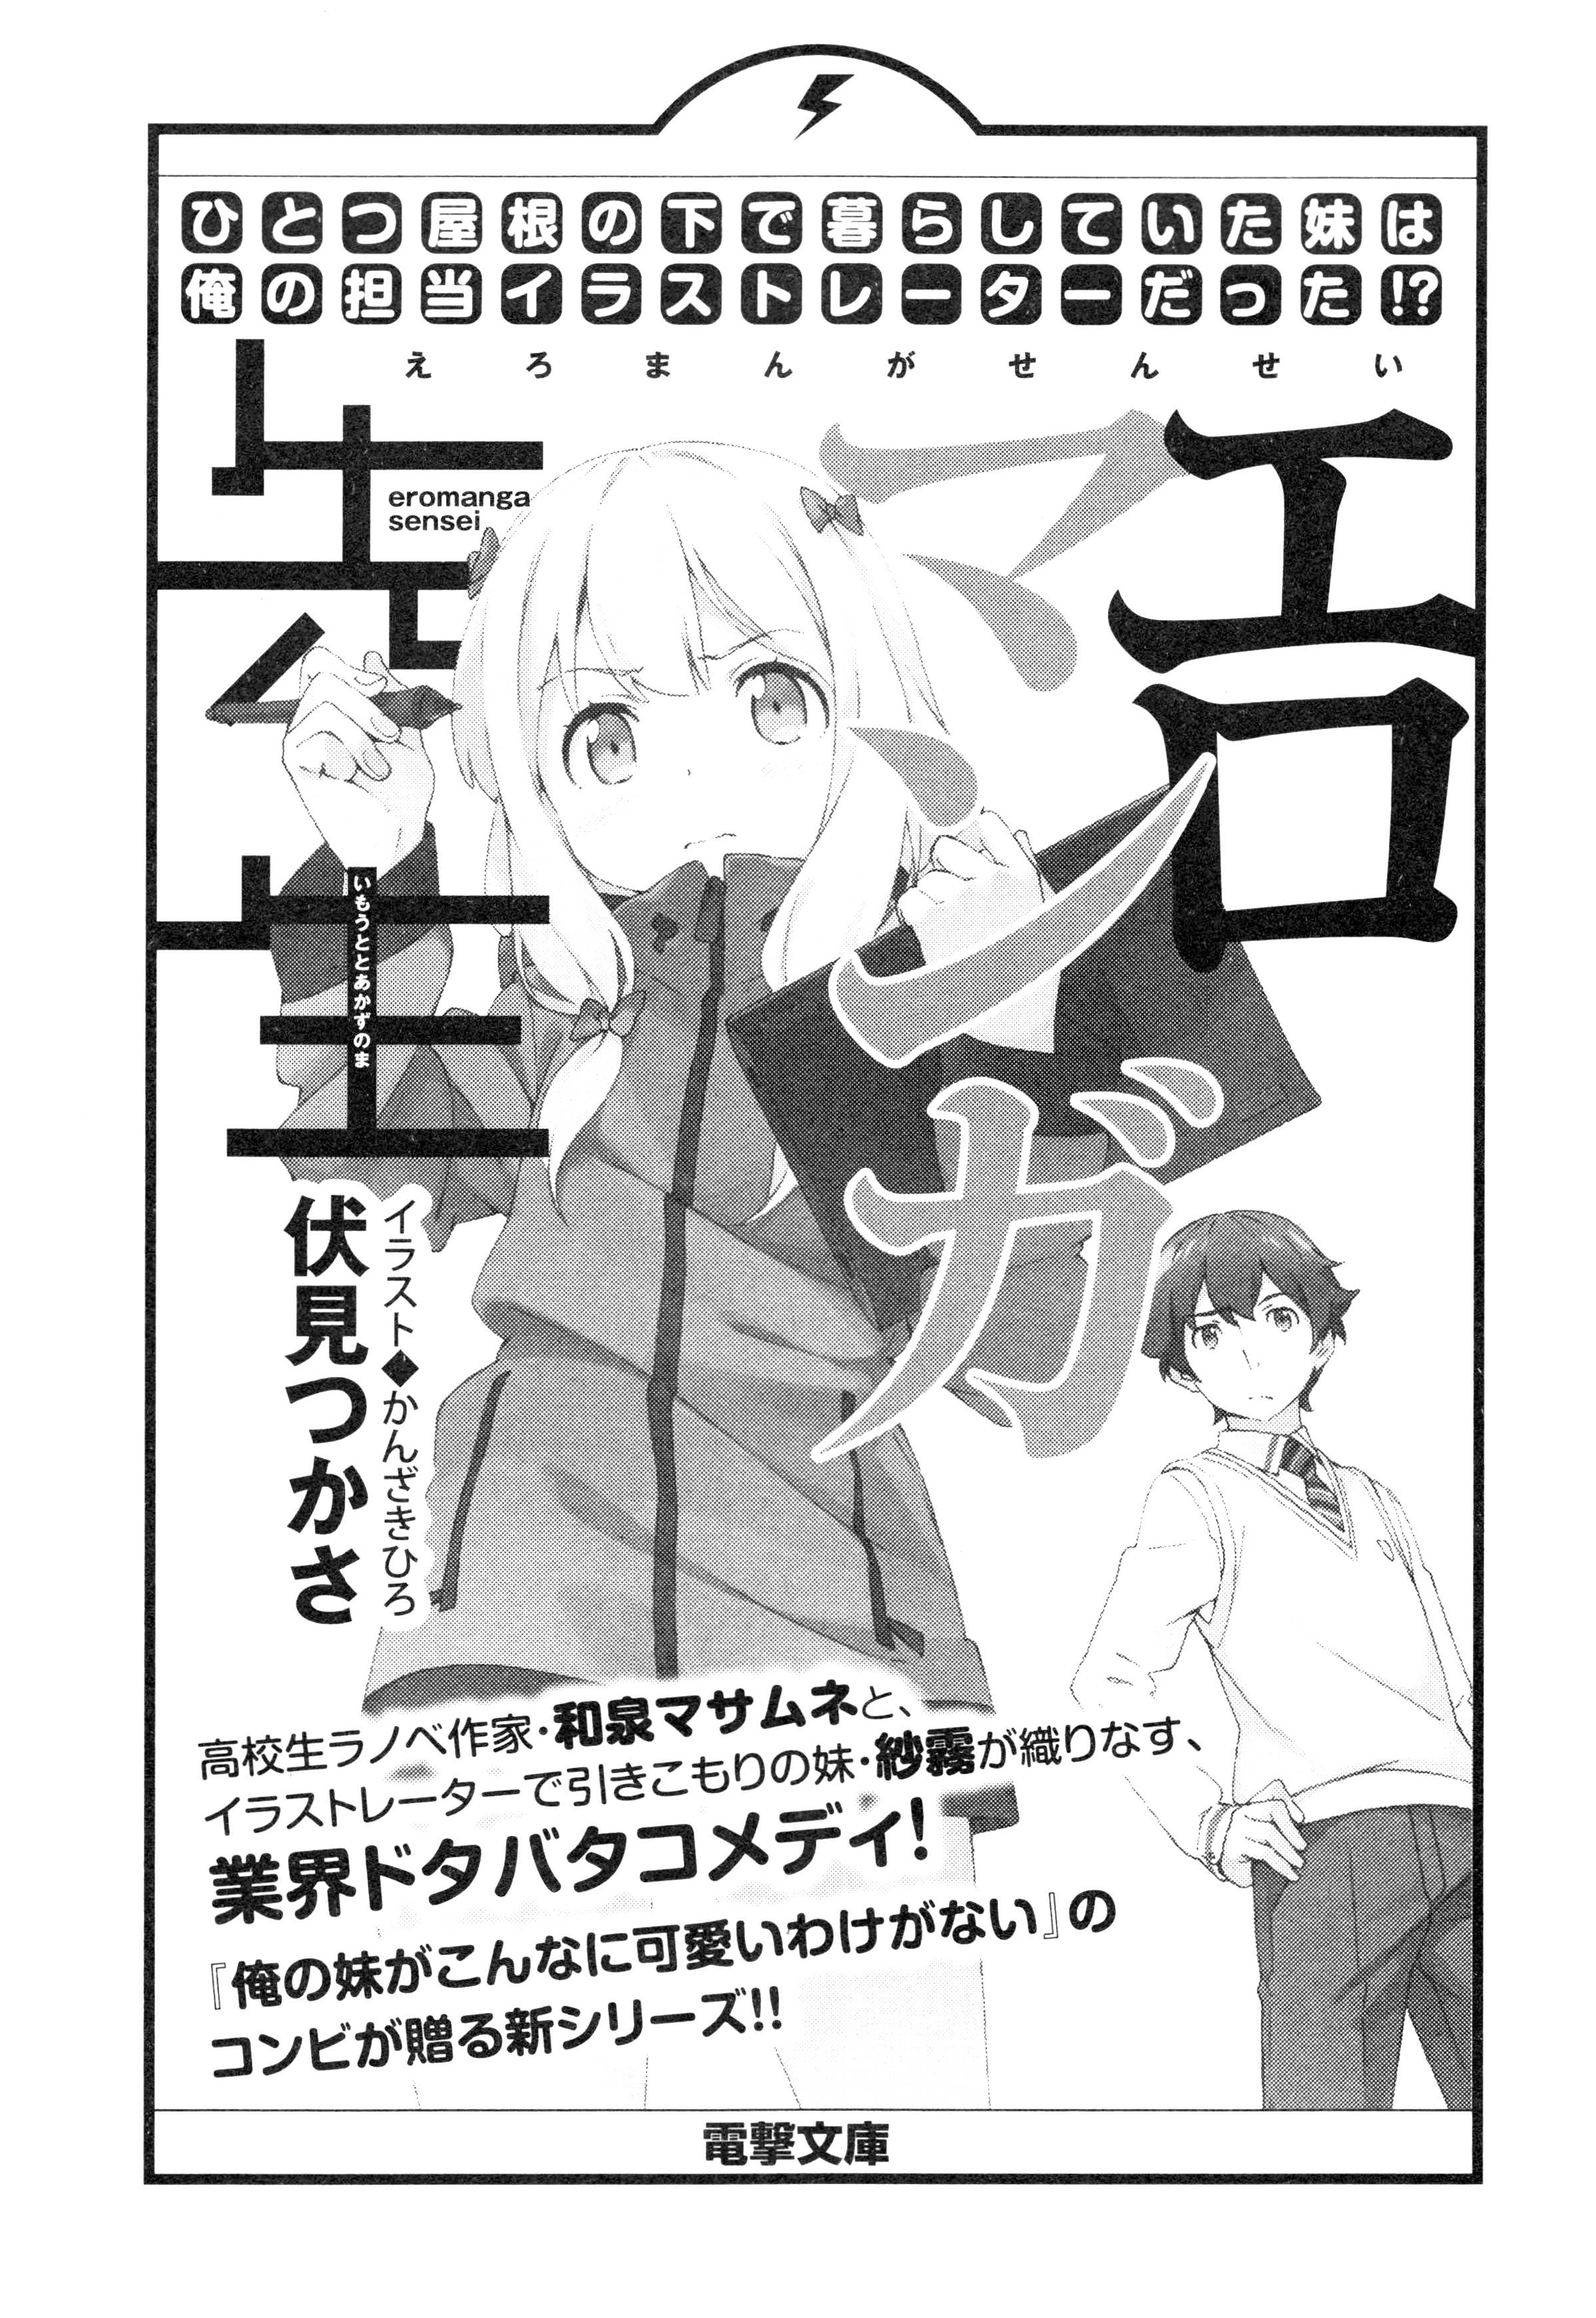 ひとつ屋根の下で暮らしていた妹は
俺の担当イラストレーターだった!?
えろまんがせんせい
エロマンガ
先生
eromanga
sensei
いもうととあかずのま
伏見つかさ
イラスト◆かんざきひろ
高校生ラノベ作家・和泉マサムネと、
イラストレーターで引きこもりの妹・紗霧が織りなす、
業界ドタバタコメディ!
『俺の妹がこんなに可愛いわけがない』の
コンビが贈る新シリーズ!!
電撃文庫